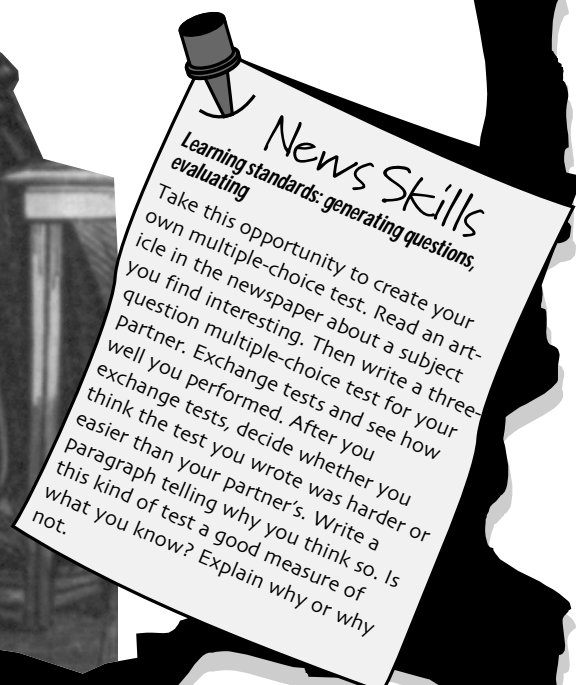 News Skills
Learning standards: generating questions,
evaluating
Take this opportunity to create your
own multiple-choice test. Read an art-
icle in the newspaper about a subject
you find interesting. Then write a three-
question multiple-choice test for your
partner. Exchange tests and see how
well you performed. After you
exchange tests, decide whether you
think the test you wrote was harder or
easier than your partner's. Write a
paragraph telling why you think so. Is
this kind of test a good measure of
what you know? Explain why or why
not.